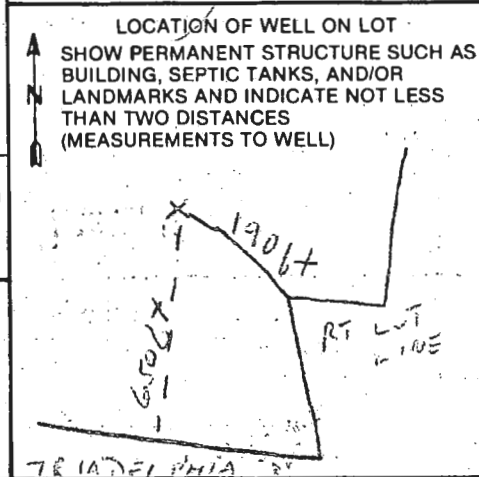 LOCATION OF WELL ON LOT
SHOW PERMANENT STRUCTURE SUCH AS
BUILDING, SEPTIC TANKS, AND/OR
N LANDMARKS AND INDICATE NOT LESS
THAN TWO DISTANCES
(MEASUREMENTS TO WELL)
X
190ft
X
650ft
RT LOT
LINE
TRIADELPHIA